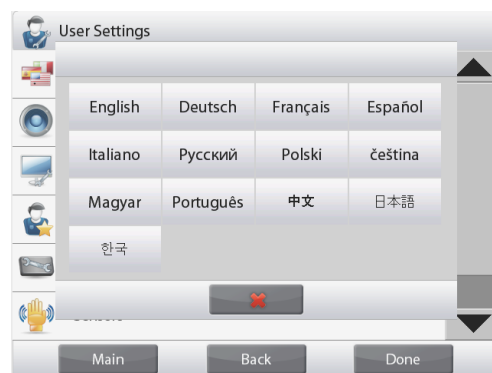 User Settings
English Deutsch Français Español
Italiano Русский Polski čeština
Magyar Português 中文 日本語
한국
Main Back Done